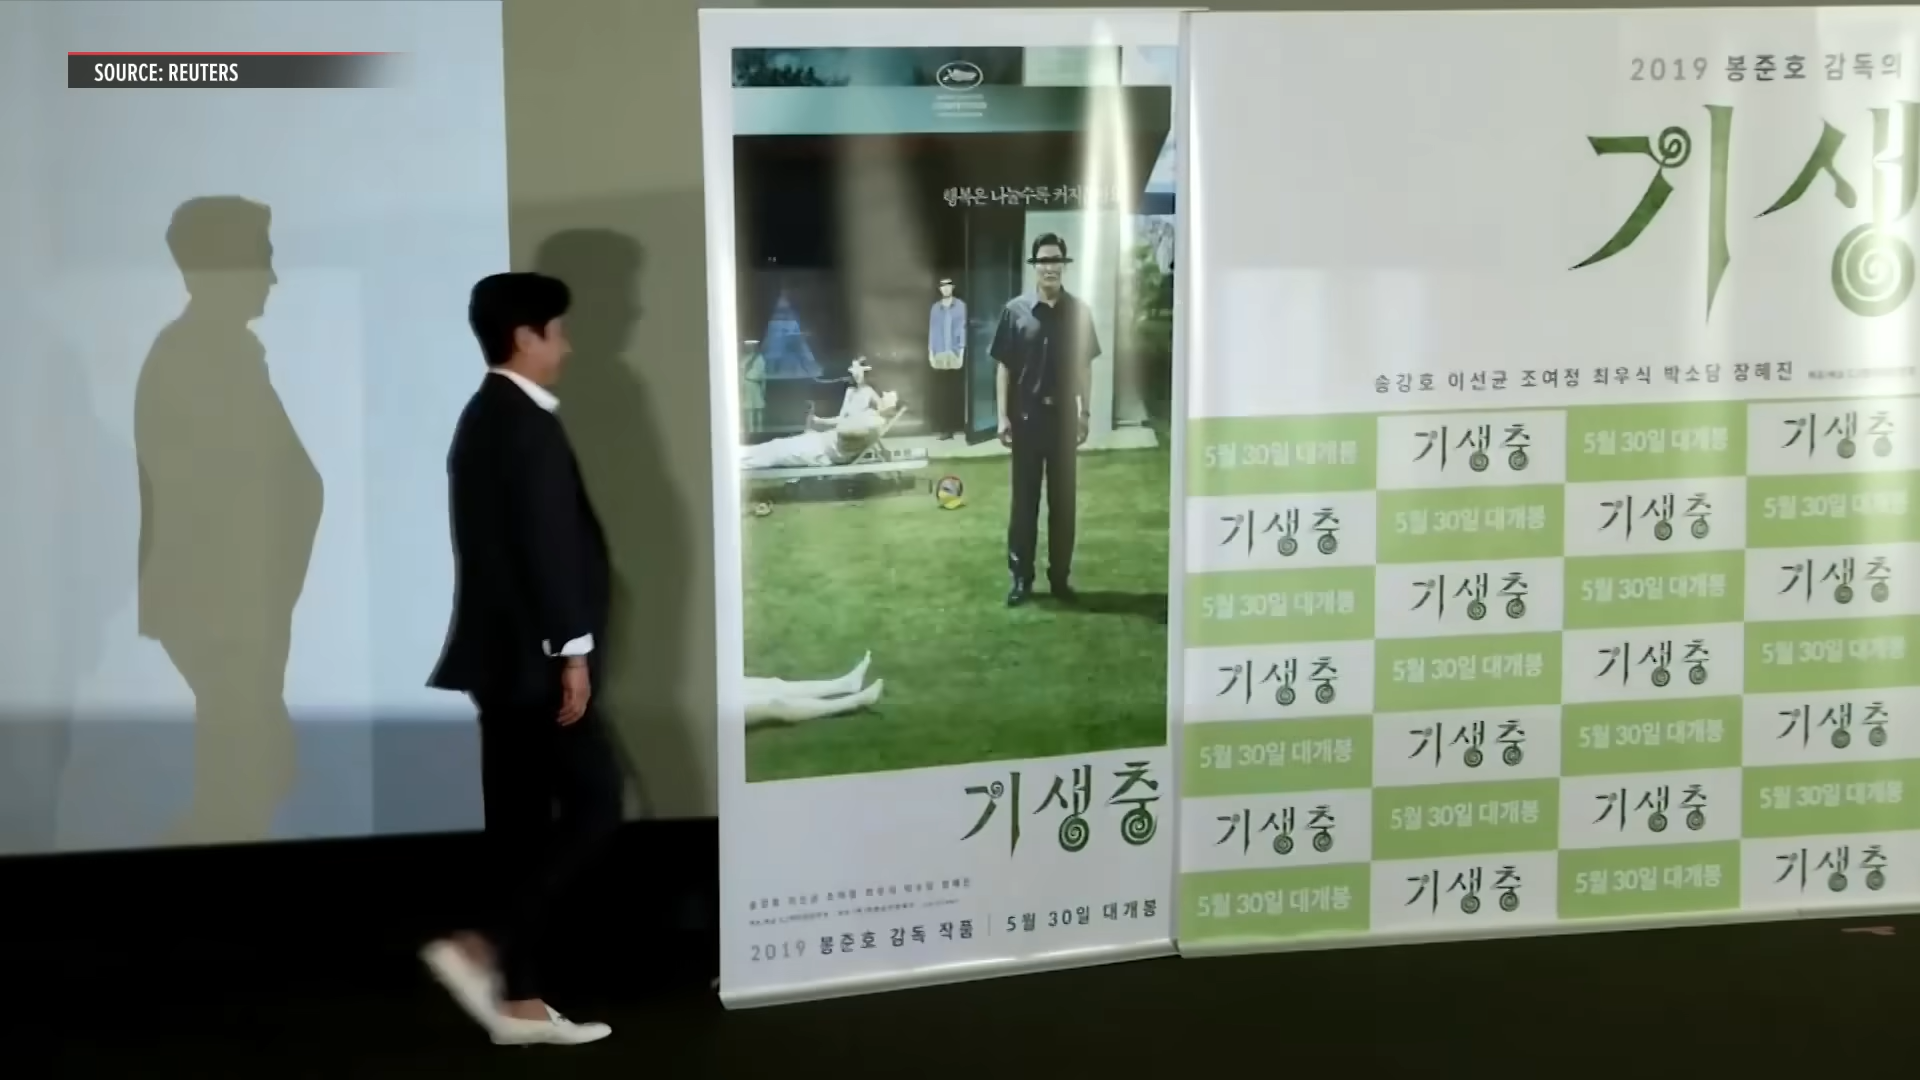 SOURCE: REUTERS
행복은 나눌수록 커지
기생충
2019 봉준호 감독 작품 | 5월 30일 대개봉
2019 봉준호 감독의
기생
송강호 이선균 조여정 최우식 박소담 장혜진
5월 30일 대개봉 기생충 5월 30일 대개봉 기생충
기생충 5월 30일 대개봉 기생충 5월 30일 대개봉
5월 30일 대개봉 기생충 5월 30일 대개봉 기생충
기생충 5월 30일 대개봉 기생충 5월 30일 대개봉
5월 30일 대개봉 기생충 5월 30일 대개봉 기생충
기생충 5월 30일 대개봉 기생충 5월 30일 대개봉
5월 30일 대개봉 기생충 5월 30일 대개봉 기생충